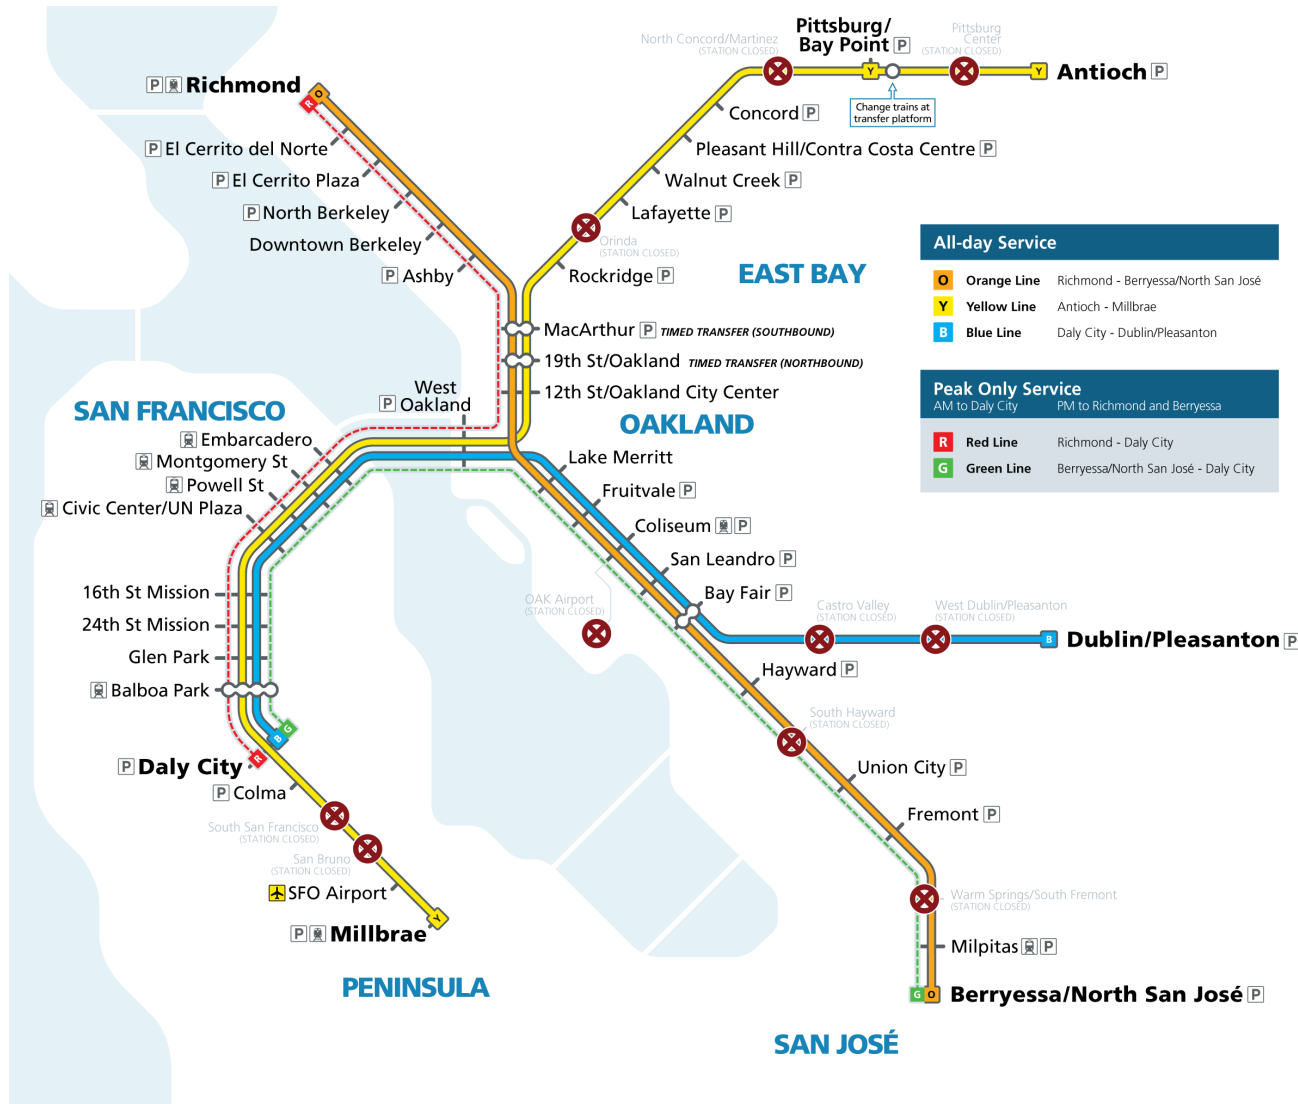 Pittsburg/
Bay Point P
North Concord/Martinez
(STATION CLOSED)
Pittsburg
Center
(STATION CLOSED)
Y
Y
Antioch P
Change trains at
transfer platform
P Richmond
O
R
Concord P
P El Cerrito del Norte
Pleasant Hill/Contra Costa Centre P
P El Cerrito Plaza
Walnut Creek P
P North Berkeley
Lafayette P
Downtown Berkeley
Orinda
(STATION CLOSED)
P Ashby
Rockridge P
EAST BAY
All-day Service
O Orange Line Richmond - Berryessa/North San José
Y Yellow Line Antioch - Millbrae
B Blue Line Daly City - Dublin/Pleasanton
Peak Only Service
AM to Daly City PM to Richmond and Berryessa
R Red Line Richmond - Daly City
G Green Line Berryessa/North San José - Daly City
MacArthur P TIMED TRANSFER (SOUTHBOUND)
19th St/Oakland TIMED TRANSFER (NORTHBOUND)
12th St/Oakland City Center
West
P Oakland
SAN FRANCISCO
OAKLAND
Embarcadero
Montgomery St
Powell St
Civic Center/UN Plaza
Lake Merritt
Fruitvale P
Coliseum P
San Leandro P
Bay Fair P
OAK Airport
(STATION CLOSED)
Castro Valley
(STATION CLOSED)
West Dublin/Pleasanton
(STATION CLOSED)
B
Dublin/Pleasanton P
16th St Mission
24th St Mission
Glen Park
Balboa Park
Hayward P
South Hayward
(STATION CLOSED)
G
B
R
P Daly City
P Colma
Union City P
Fremont P
South San Francisco
(STATION CLOSED)
San Bruno
(STATION CLOSED)
SFO Airport
Y
P Millbrae
Warm Springs/South Fremont
(STATION CLOSED)
Milpitas P
G O
Berryessa/North San José P
PENINSULA
SAN JOSÉ